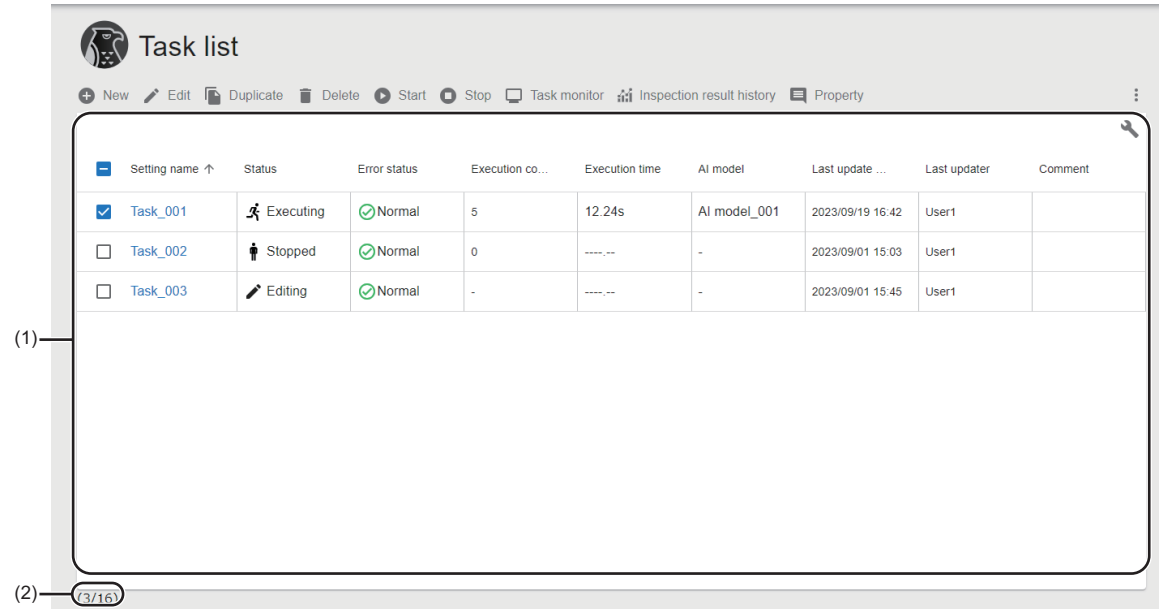 Task list
New Edit Duplicate Delete Start Stop Task monitor Inspection result history Property
Setting name Status Error status Execution co... Execution time AI model Last update ... Last updater Comment
Task_001 Executing Normal 5 12.24s AI model_001 2023/09/19 16:42 User1
Task_002 Stopped Normal 0 ----.-- - 2023/09/01 15:03 User1
Task_003 Editing Normal - ----.-- - 2023/09/01 15:45 User1
(1)
(2) (3/16)